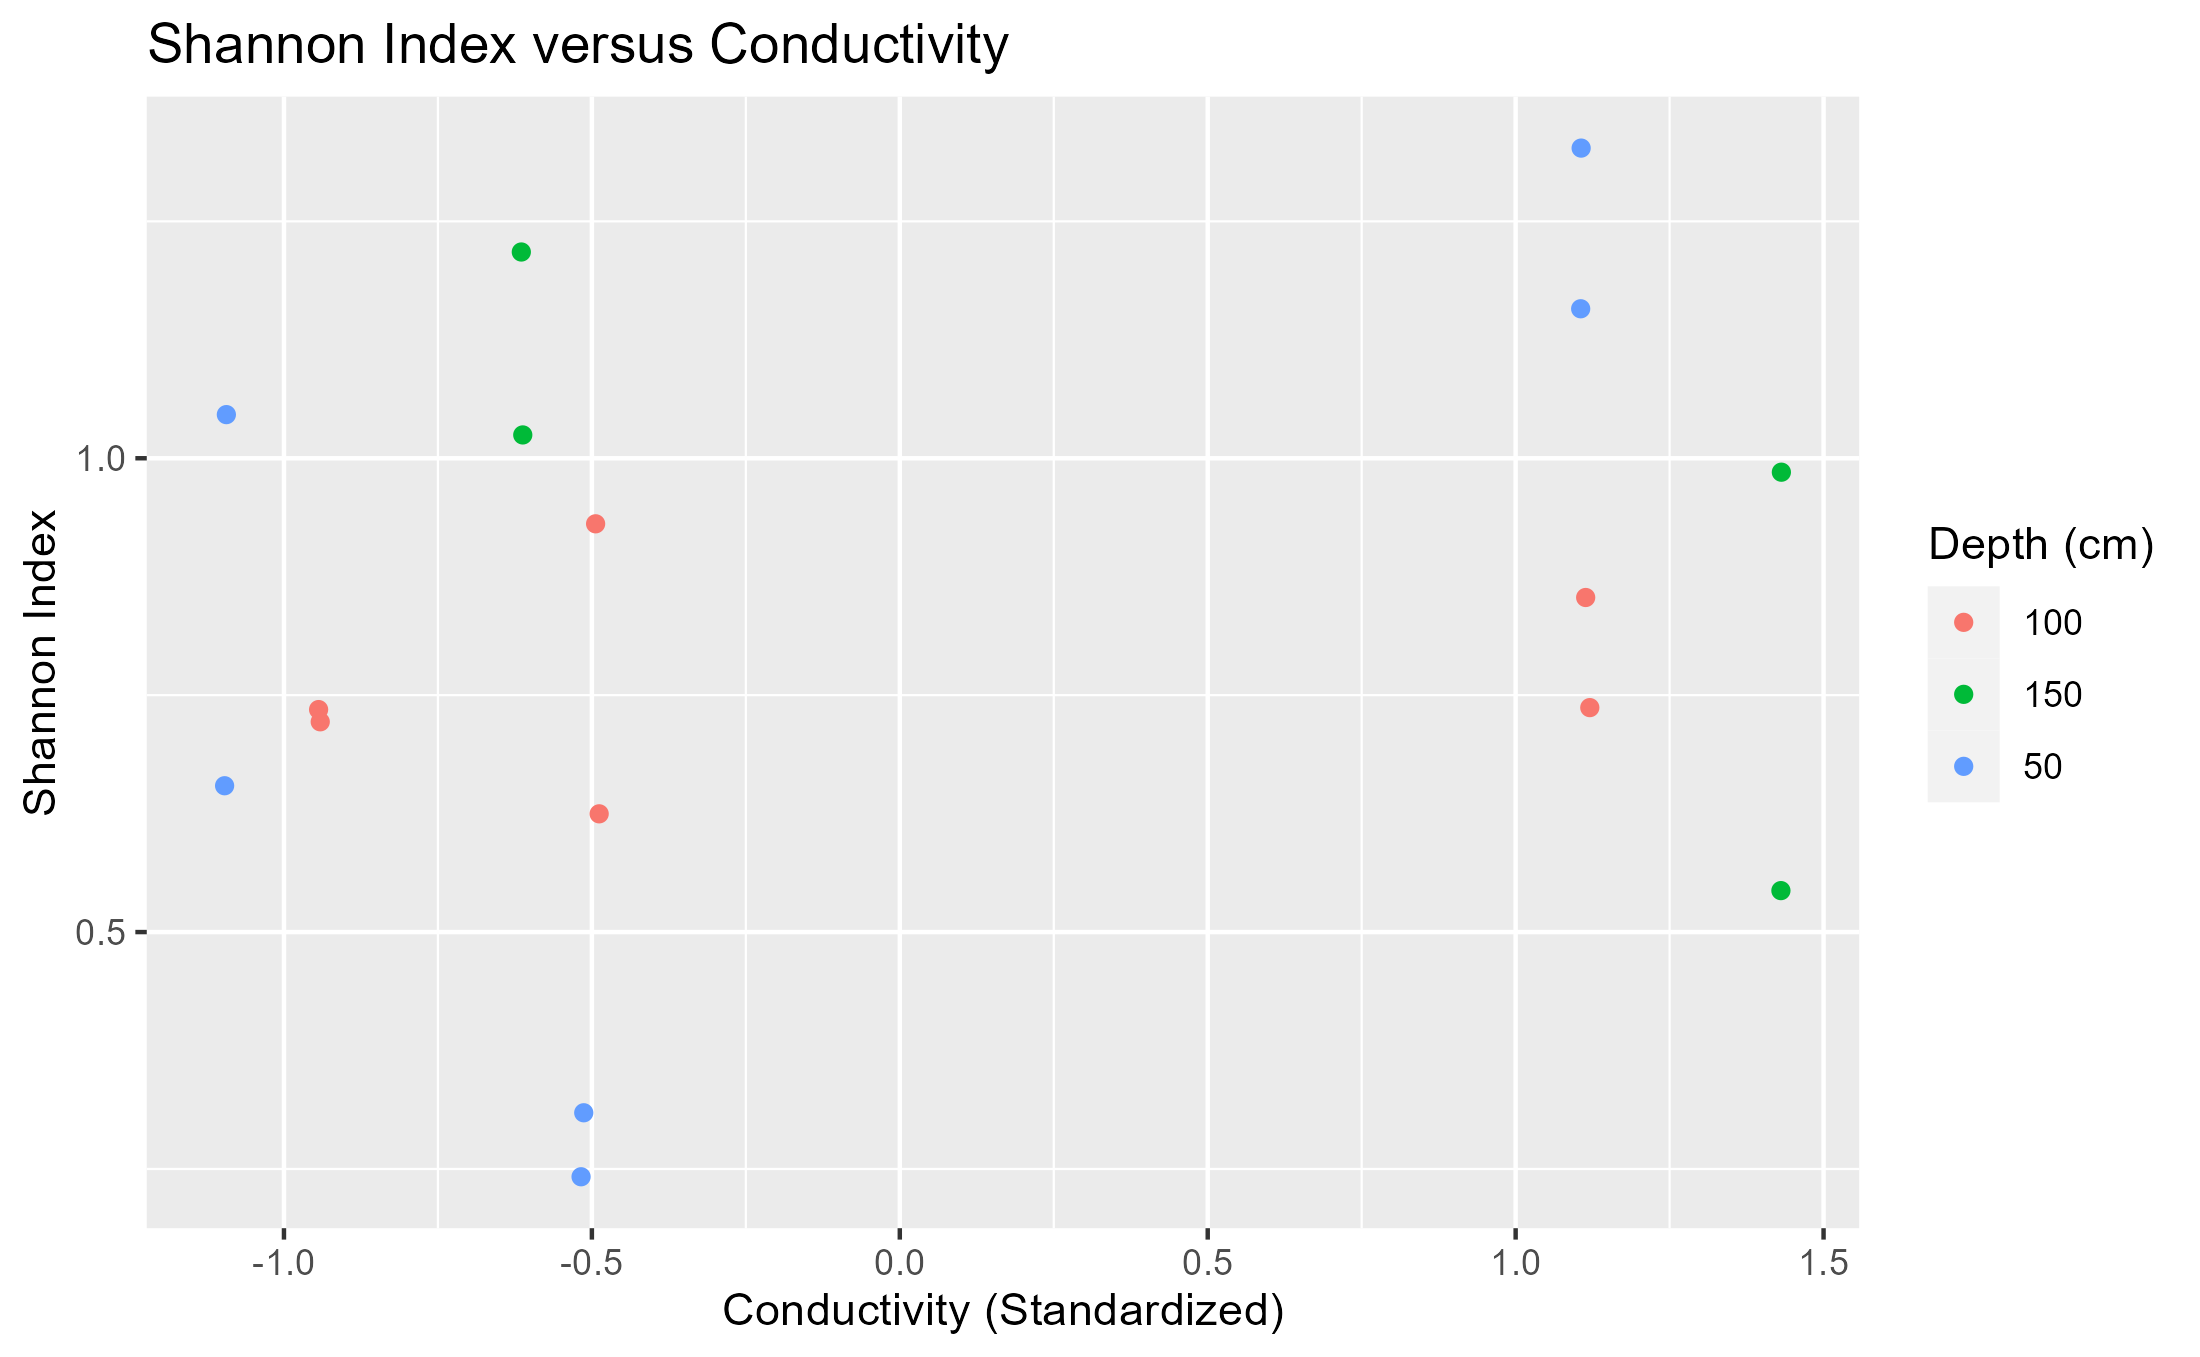 Shannon Index versus Conductivity
Shannon Index
1.0
0.5
-1.0 -0.5 0.0 0.5 1.0 1.5
Conductivity (Standardized)
Depth (cm)
100
150
50